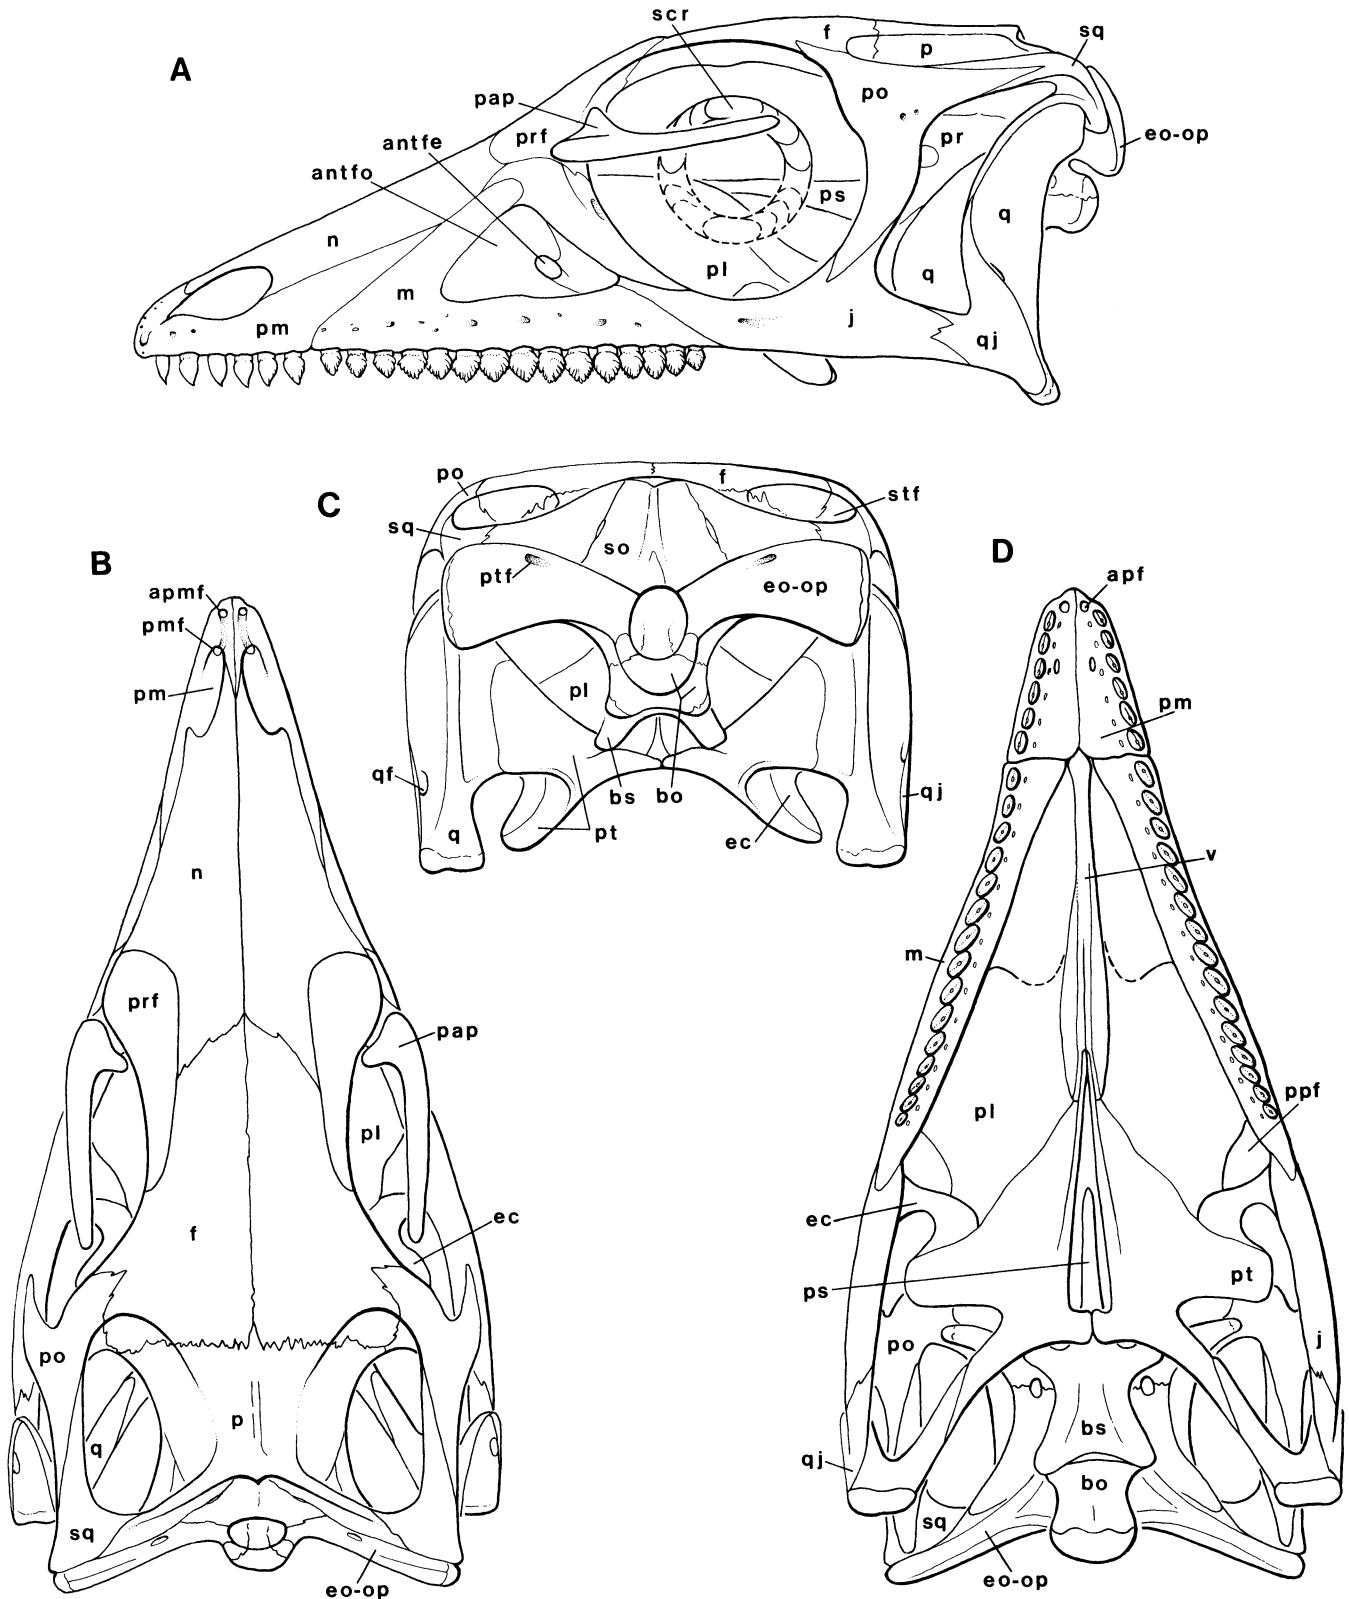 A
scr
f
p
sq
pap
po
antfe
prf
pr
eo-op
antfo
ps
q
n
pl
q
m
j
pm
qj
C
po
f
stf
sq
so
ptf
eo-op
pl
qf
bs
bo
qj
q
pt
ec
B
apmf
pmf
pm
n
prf
pap
pl
f
ec
po
p
q
sq
eo-op
D
apf
pm
v
m
pl
ppf
ec
ps
pt
po
j
bs
qj
bo
sq
eo-op